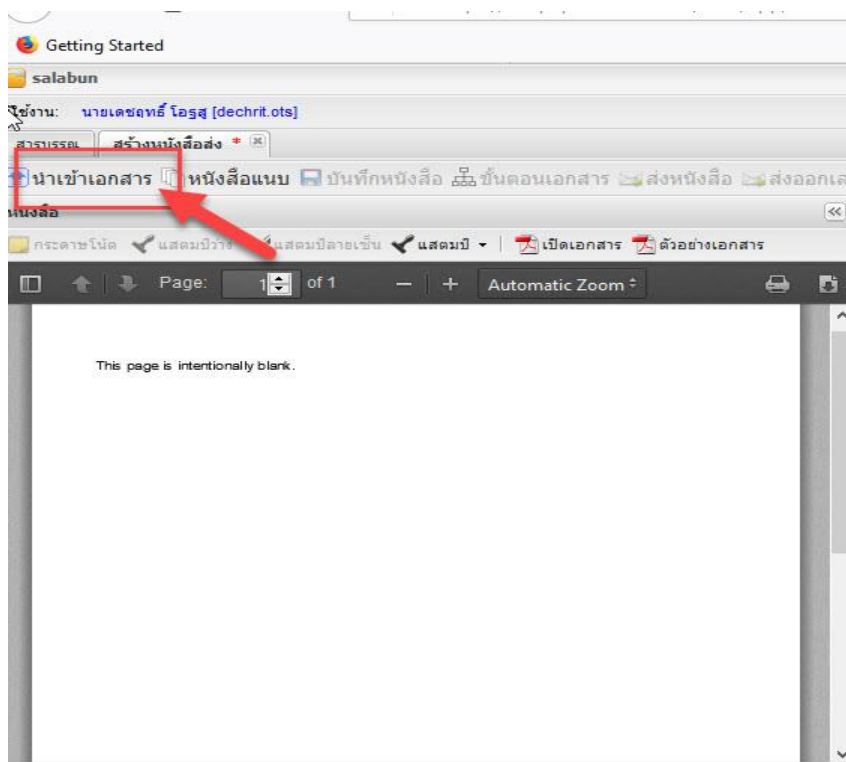 Getting Started
salabun
ใช้งาน: นายเดชฤทธิ์ โอธสุ [dechrit.ots]
สารบรรณ สร้างหนังสือส่ง *
นำเข้าเอกสาร หนังสือแนบ บันทึกหนังสือ ขั้นตอนเอกสาร ส่งหนังสือ ส่งออกเล
หนังสือ
กระดาษโน้ต แสตมป์ว่าง แสตมป์ลายเซ็น แสตมป์ เปิดเอกสาร ตัวอย่างเอกสาร
Page: 1 of 1 Automatic Zoom
This page is intentionally blank.